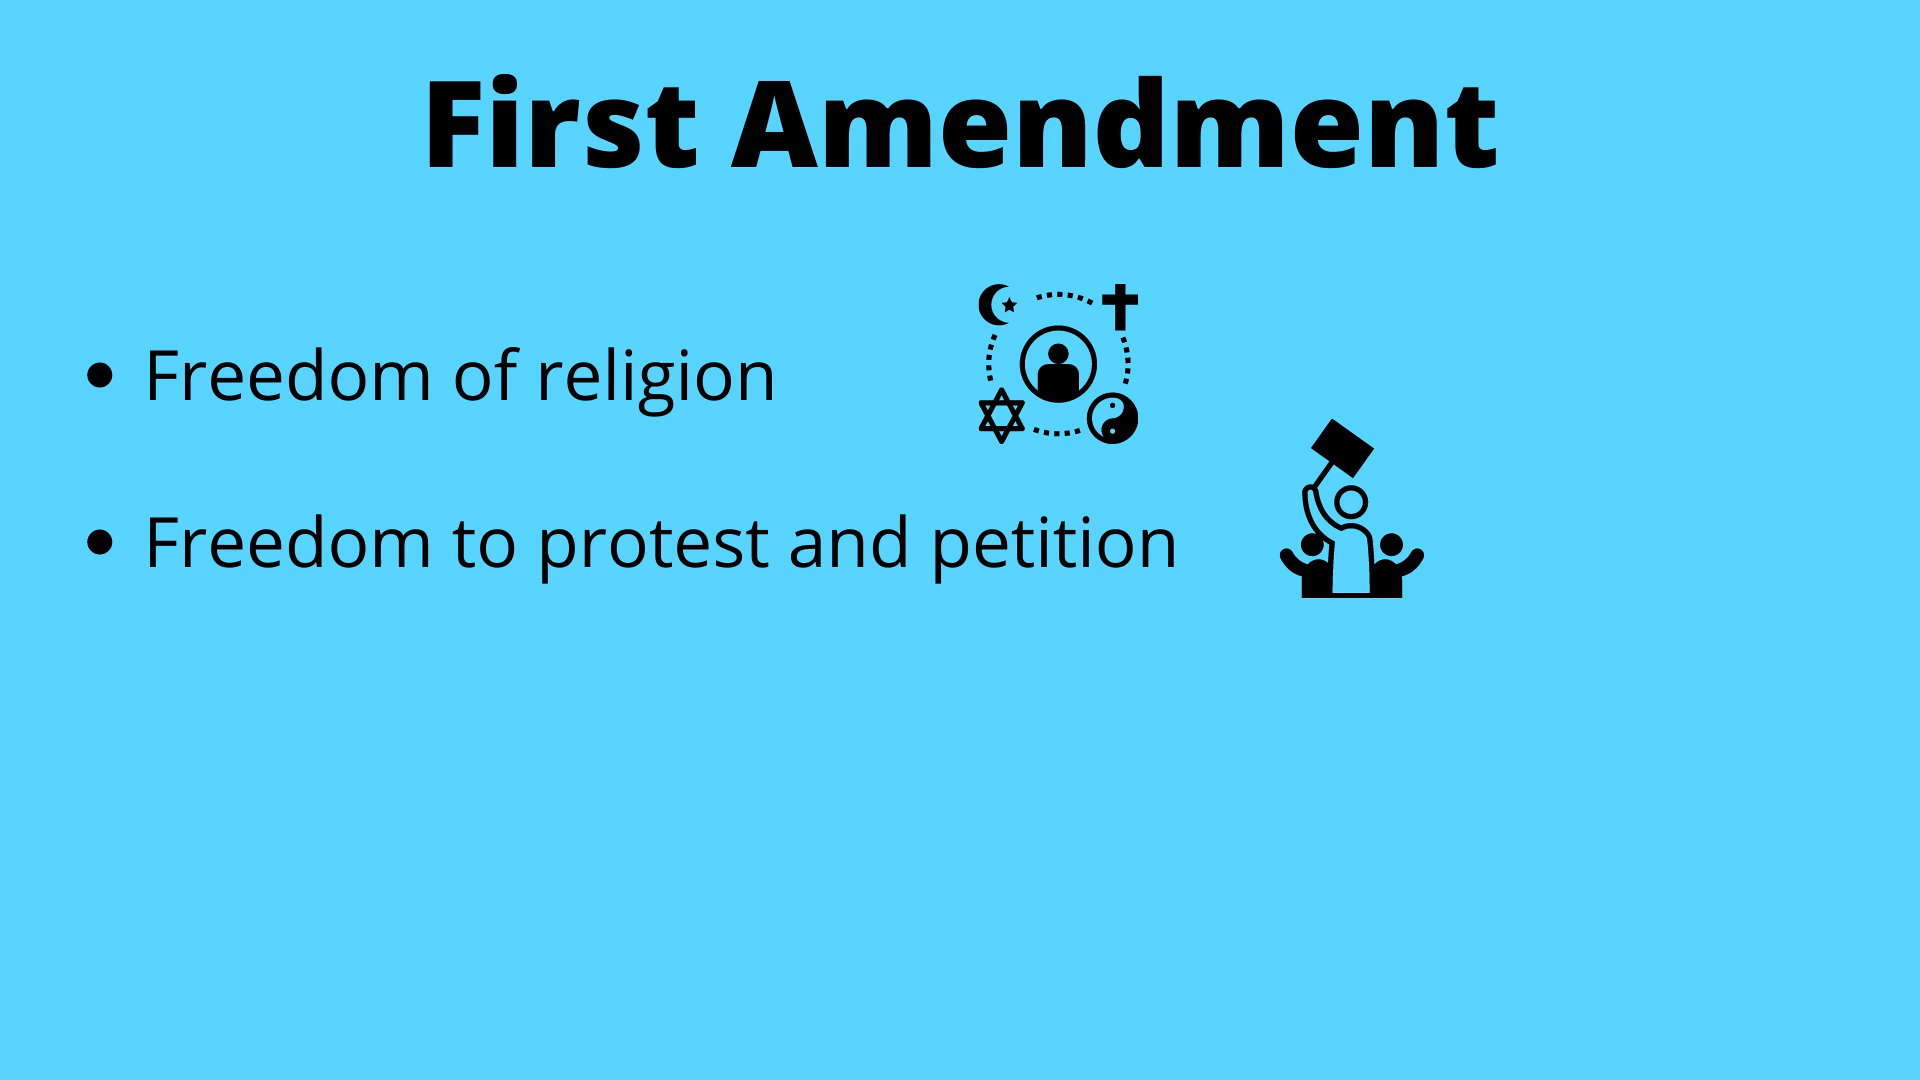 First Amendment
• Freedom of religion
• Freedom to protest and petition